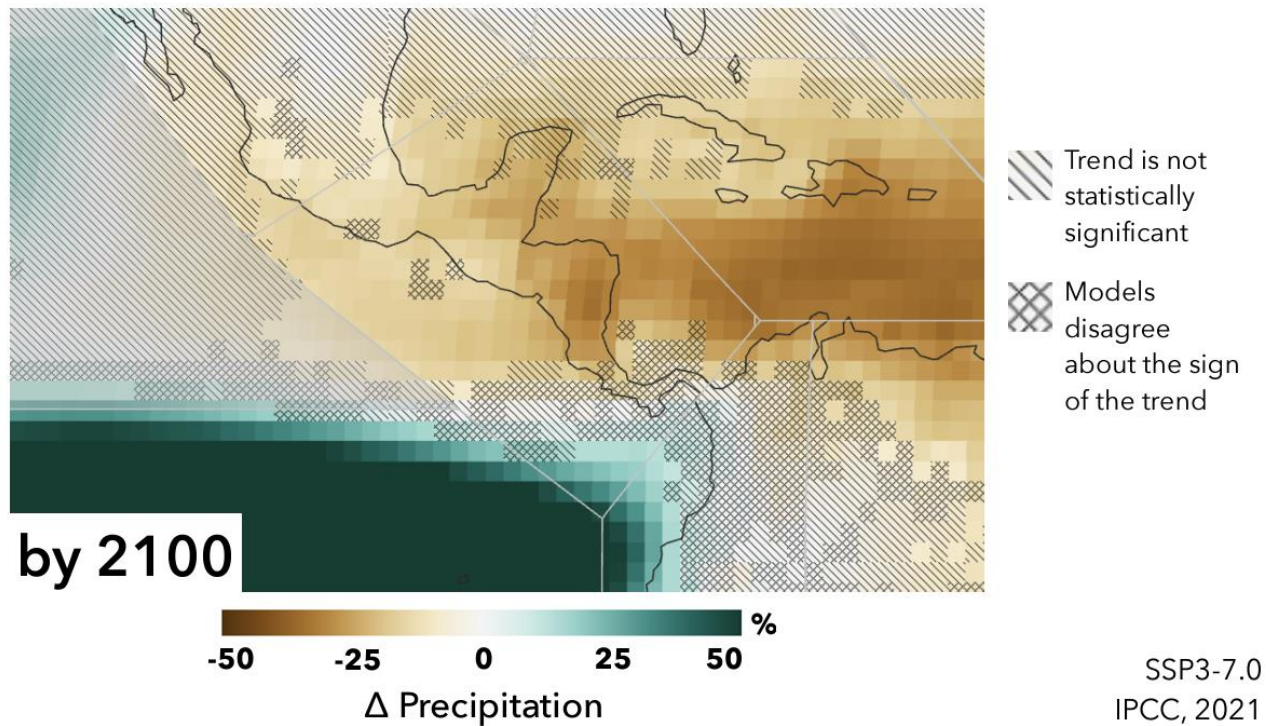 Trend is not
statistically
significant
Models
disagree
about the sign
of the trend
by 2100
%
-50 -25 0 25 50
Δ Precipitation
SSP3-7.0
IPCC, 2021